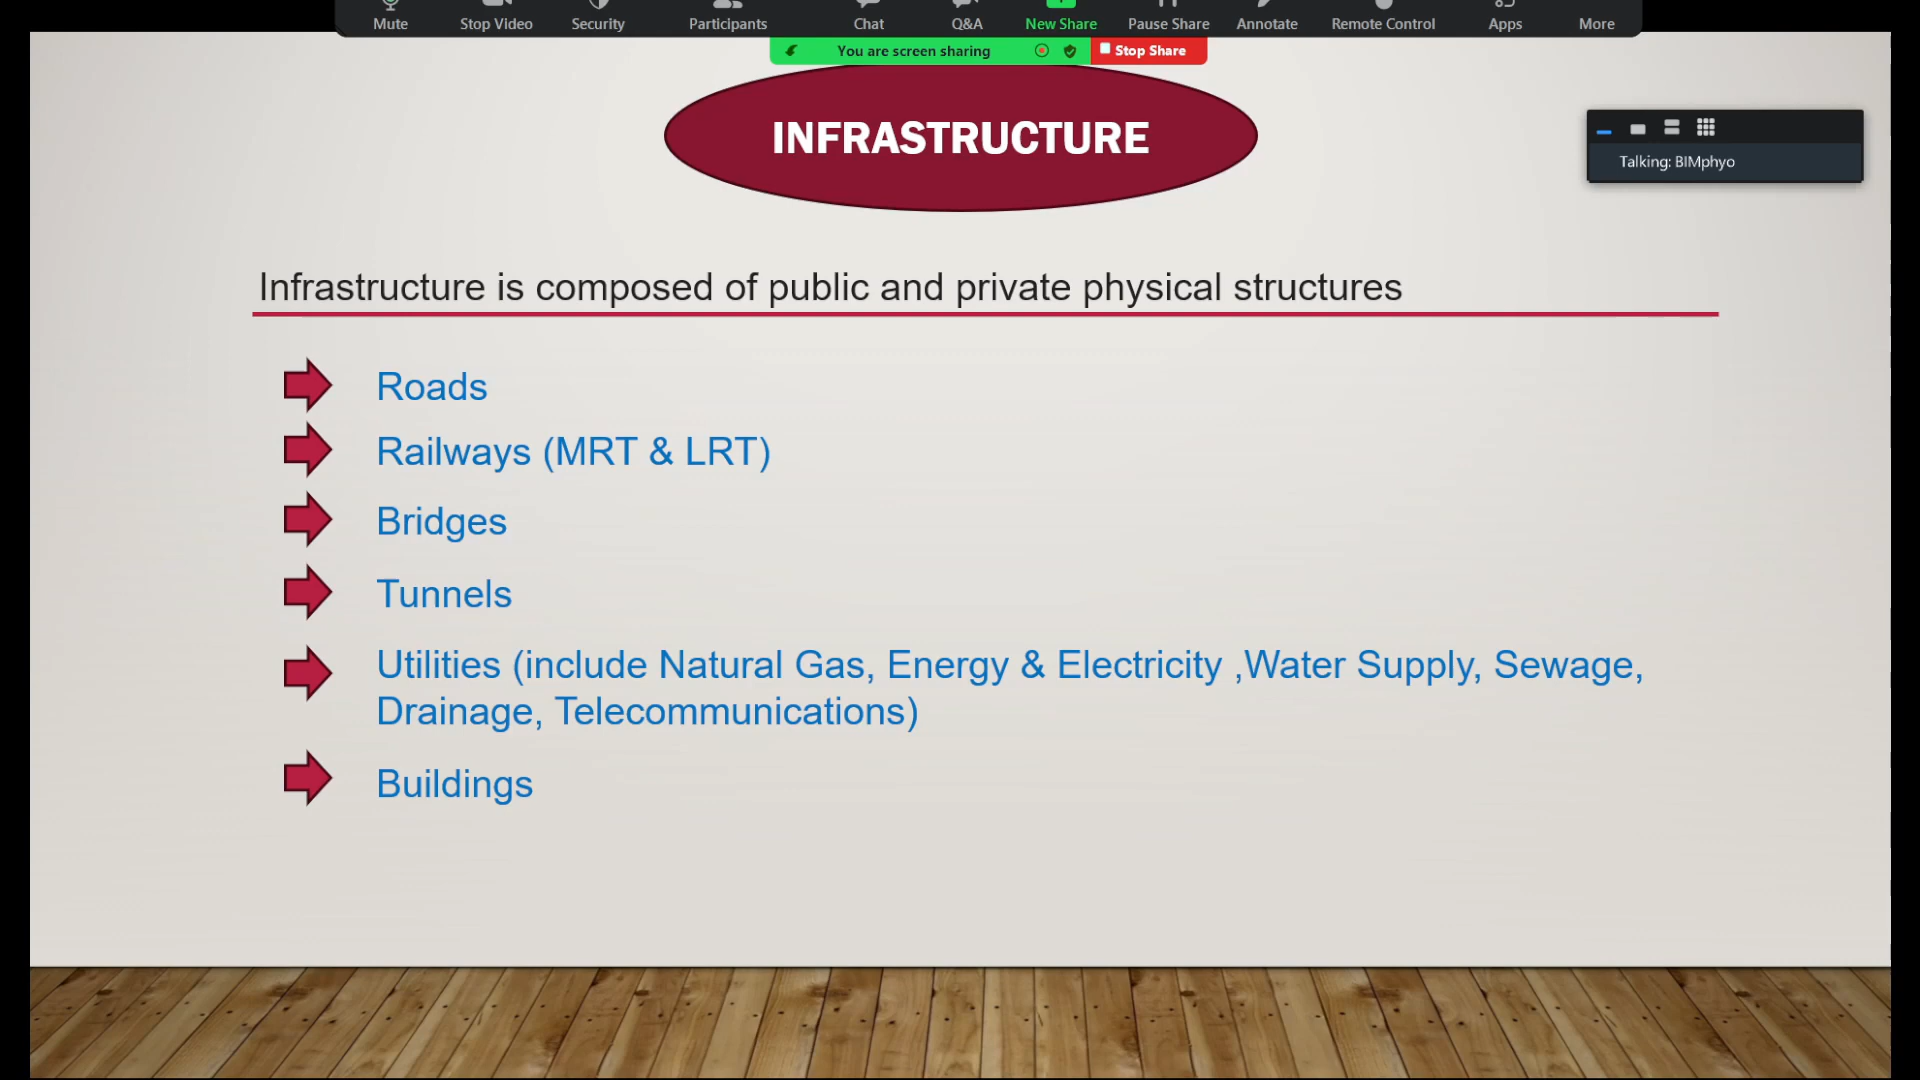 Mute Stop Video Security Participants Chat Q&A New Share Pause Share Annotate Remote Control Apps More
You are screen sharing Stop Share
INFRASTRUCTURE
Talking: BIMphyo
Infrastructure is composed of public and private physical structures
Roads
Railways (MRT & LRT)
Bridges
Tunnels
Utilities (include Natural Gas, Energy & Electricity ,Water Supply, Sewage,
Drainage, Telecommunications)
Buildings